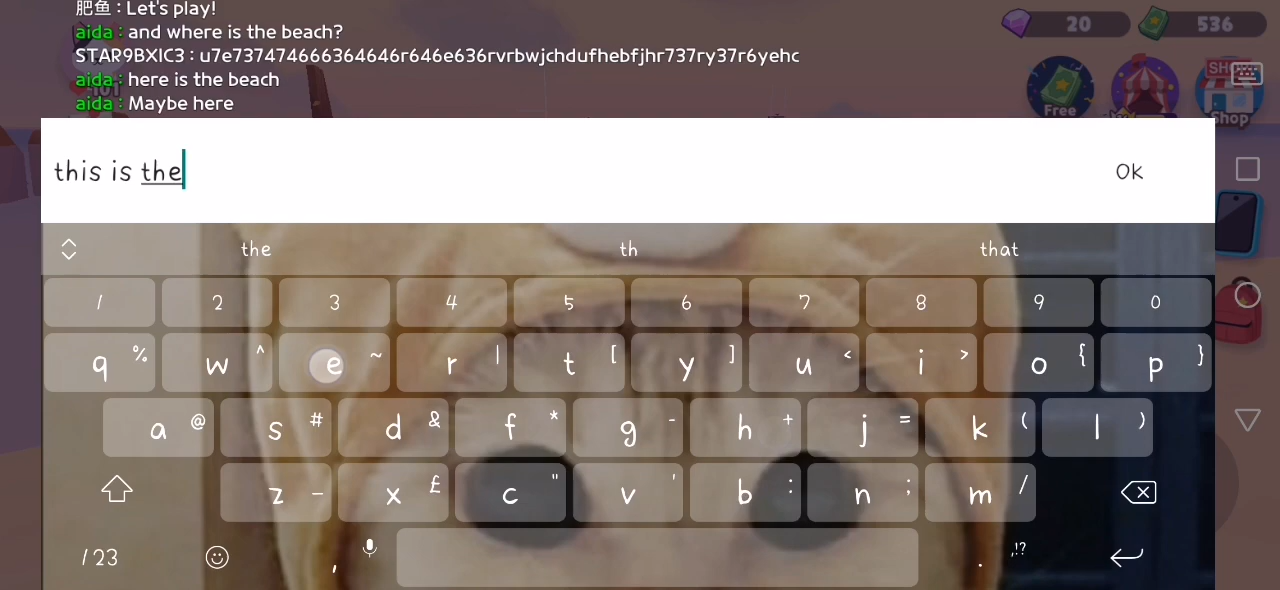 肥鱼 : Let's play!
aida : and where is the beach?
STAR9BXIC3 : u7e737474666364646r646e636rvrbwjchdufhebfjhr737ry37r6yehc
aida : here is the beach
aida : Maybe here
20
536
101
Free
SHOP
Shop
this is the
OK
the th that
1 2 3 4 5 6 7 8 9 0
q % w ^ e ~ r | t [ y ] u < i > o { p }
a @ s # d & f * g - h + j = k ( l )
z _ x £ c " v ' b : n ; m /
123 , . ,!?